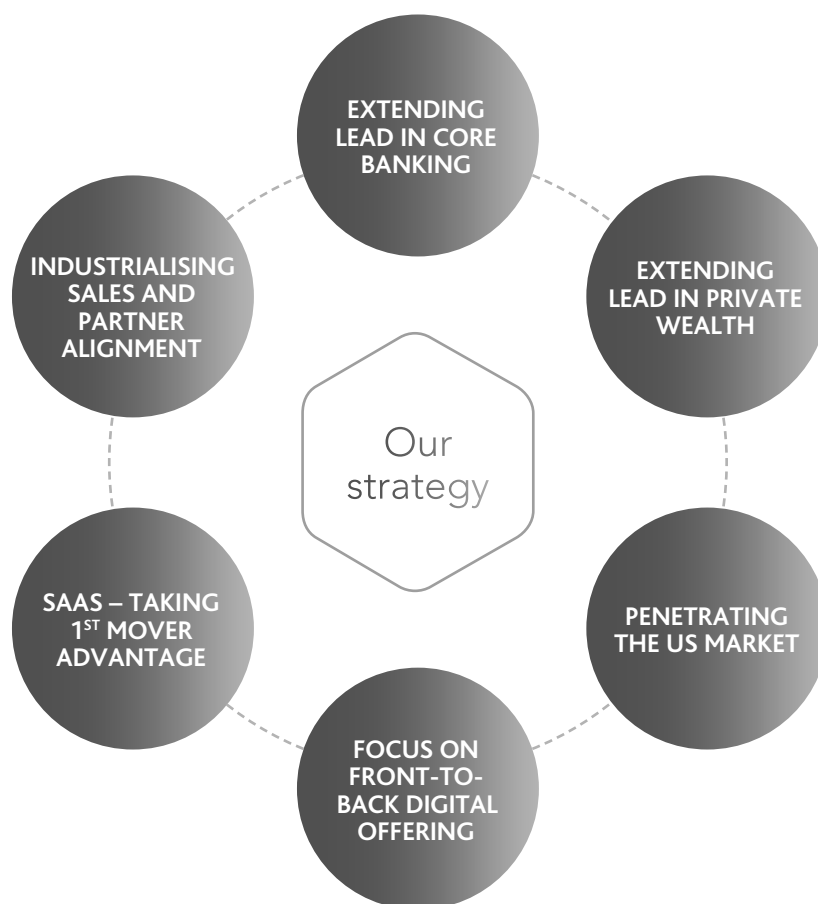 EXTENDING
LEAD IN CORE
BANKING
EXTENDING
LEAD IN PRIVATE
WEALTH
PENETRATING
THE US MARKET
FOCUS ON
FRONT-TO-
BACK DIGITAL
OFFERING
SAAS – TAKING
1ST MOVER
ADVANTAGE
INDUSTRIALISING
SALES AND
PARTNER
ALIGNMENT
Our
strategy